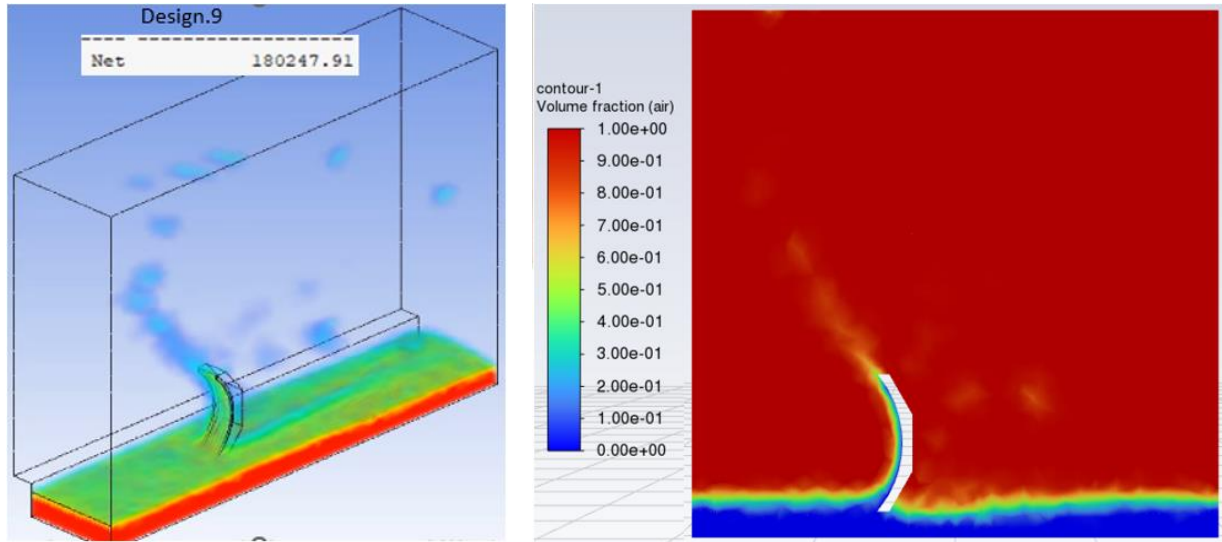 Design.9
---- --------------------
Net 180247.91
contour-1
Volume fraction (air)
1.00e+00
9.00e-01
8.00e-01
7.00e-01
6.00e-01
5.00e-01
4.00e-01
3.00e-01
2.00e-01
1.00e-01
0.00e+00